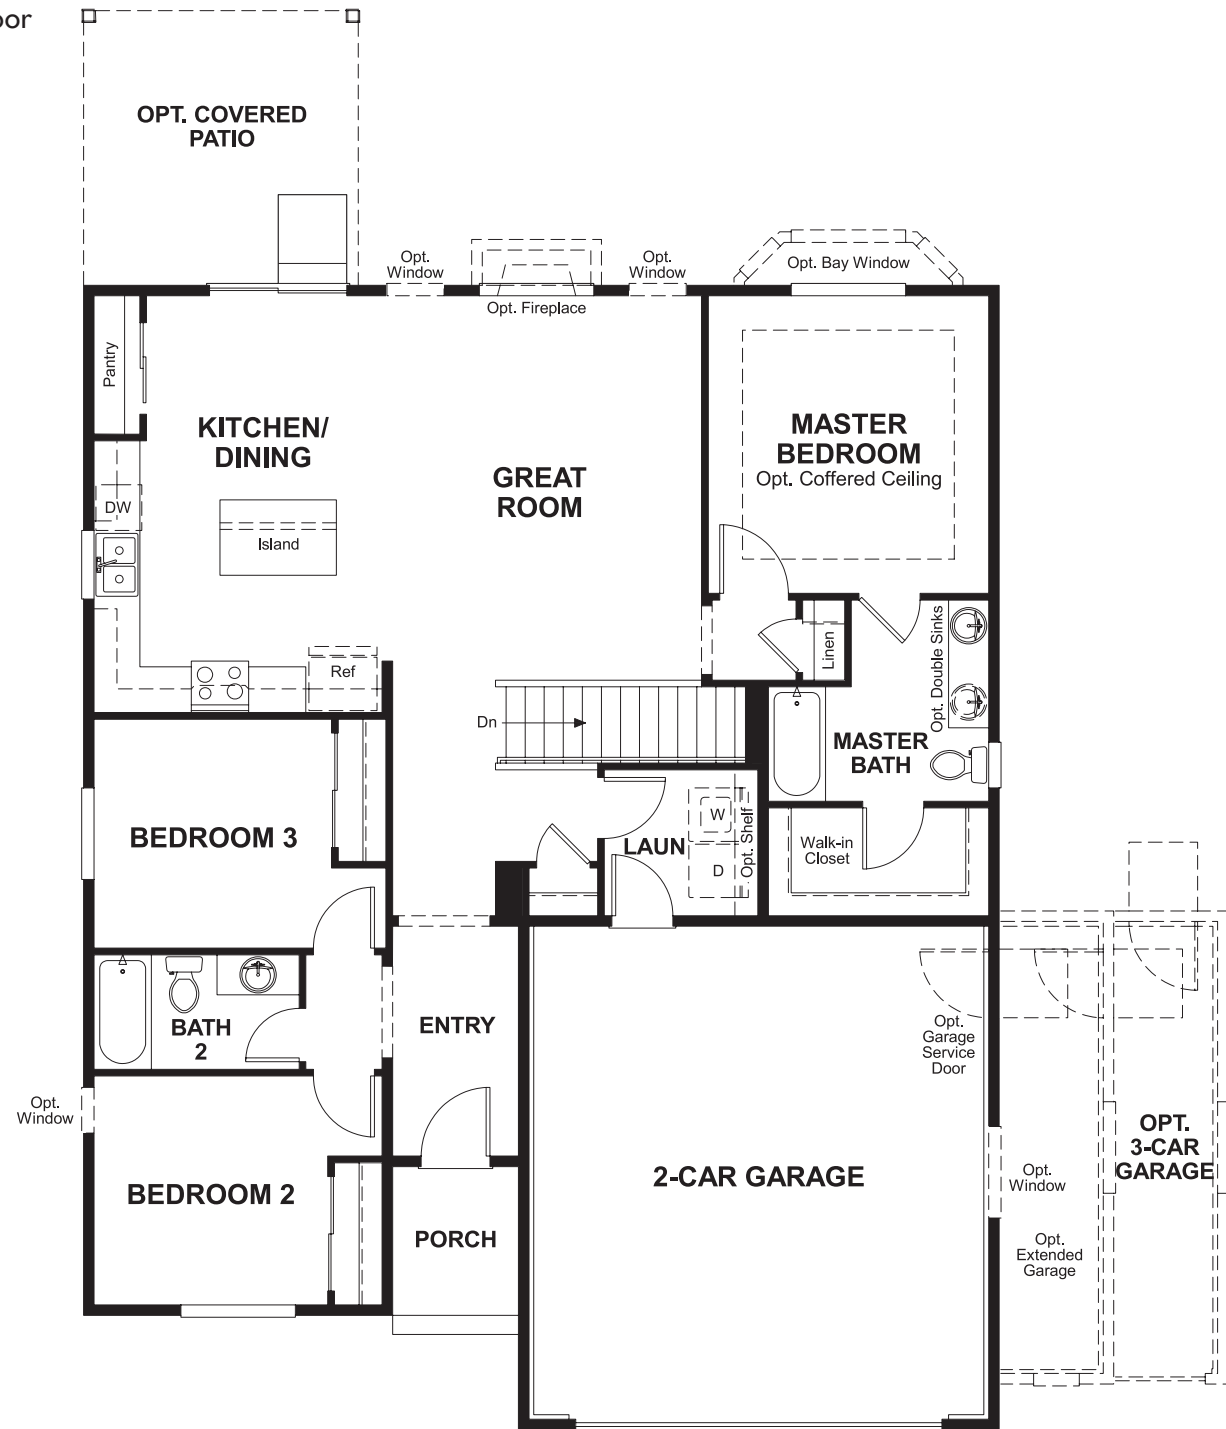 oor
OPT. COVERED
PATIO
Opt.
Window
Opt. Fireplace
Opt.
Window
Opt. Bay Window
Pantry
KITCHEN/
DINING
GREAT
ROOM
MASTER
BEDROOM
Opt. Coffered Ceiling
DW
Island
Ref
Linen
Opt. Double Sinks
Dn
MASTER
BATH
BEDROOM 3
LAUN
W
D
Opt. Shelf
Walk-in
Closet
BATH
2
ENTRY
Opt.
Garage
Service
Door
Opt.
Window
BEDROOM 2
PORCH
2-CAR GARAGE
Opt.
Window
Opt.
Extended
Garage
OPT.
3-CAR
GARAGE